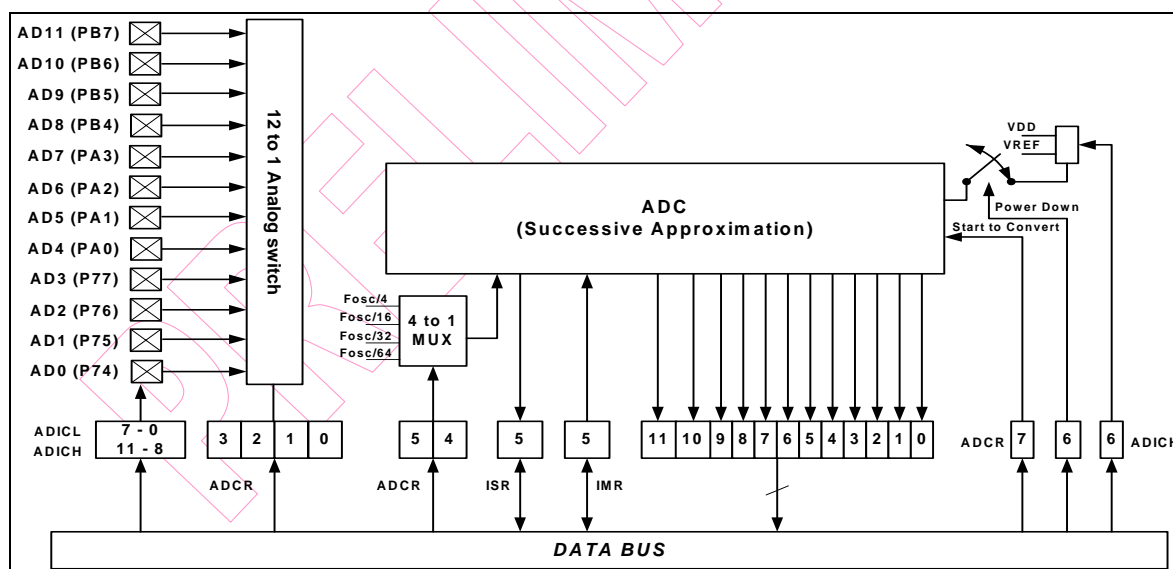 AD11 (PB7)
AD10 (PB6)
AD9 (PB5)
AD8 (PB4)
AD7 (PA3)
AD6 (PA2)
AD5 (PA1)
AD4 (PA0)
AD3 (P77)
AD2 (P76)
AD1 (P75)
AD0 (P74)
12 to 1 Analog switch
ADC
(Successive Approximation)
VDD
VREF
Power Down
Start to Convert
Fosc/4
Fosc/16
Fosc/32
Fosc/64
4 to 1
MUX
ADICL
ADICH
7 - 0
11 - 8
3 2 1 0
ADCR
5 4
ADCR
5
ISR
5
IMR
11 10 9 8 7 6 5 4 3 2 1 0
ADCR
7
6
6
ADICH
DATA BUS